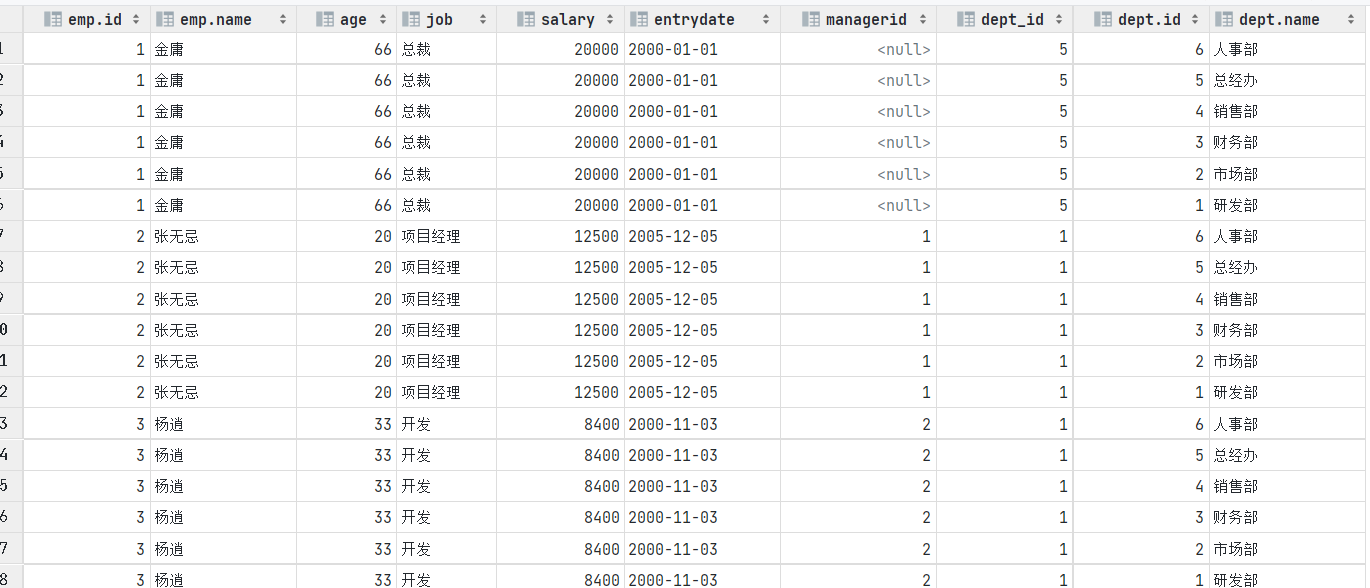 emp.id emp.name age job salary entrydate managerid dept_id dept.id dept.name
1 1 金庸 66 总裁 20000 2000-01-01 <null> 5 6 人事部
2 1 金庸 66 总裁 20000 2000-01-01 <null> 5 5 总经办
3 1 金庸 66 总裁 20000 2000-01-01 <null> 5 4 销售部
4 1 金庸 66 总裁 20000 2000-01-01 <null> 5 3 财务部
5 1 金庸 66 总裁 20000 2000-01-01 <null> 5 2 市场部
6 1 金庸 66 总裁 20000 2000-01-01 <null> 5 1 研发部
7 2 张无忌 20 项目经理 12500 2005-12-05 1 1 6 人事部
8 2 张无忌 20 项目经理 12500 2005-12-05 1 1 5 总经办
9 2 张无忌 20 项目经理 12500 2005-12-05 1 1 4 销售部
0 2 张无忌 20 项目经理 12500 2005-12-05 1 1 3 财务部
1 2 张无忌 20 项目经理 12500 2005-12-05 1 1 2 市场部
2 2 张无忌 20 项目经理 12500 2005-12-05 1 1 1 研发部
3 3 杨逍 33 开发 8400 2000-11-03 2 1 6 人事部
4 3 杨逍 33 开发 8400 2000-11-03 2 1 5 总经办
5 3 杨逍 33 开发 8400 2000-11-03 2 1 4 销售部
6 3 杨逍 33 开发 8400 2000-11-03 2 1 3 财务部
7 3 杨逍 33 开发 8400 2000-11-03 2 1 2 市场部
8 3 杨逍 33 开发 8400 2000-11-03 2 1 1 研发部